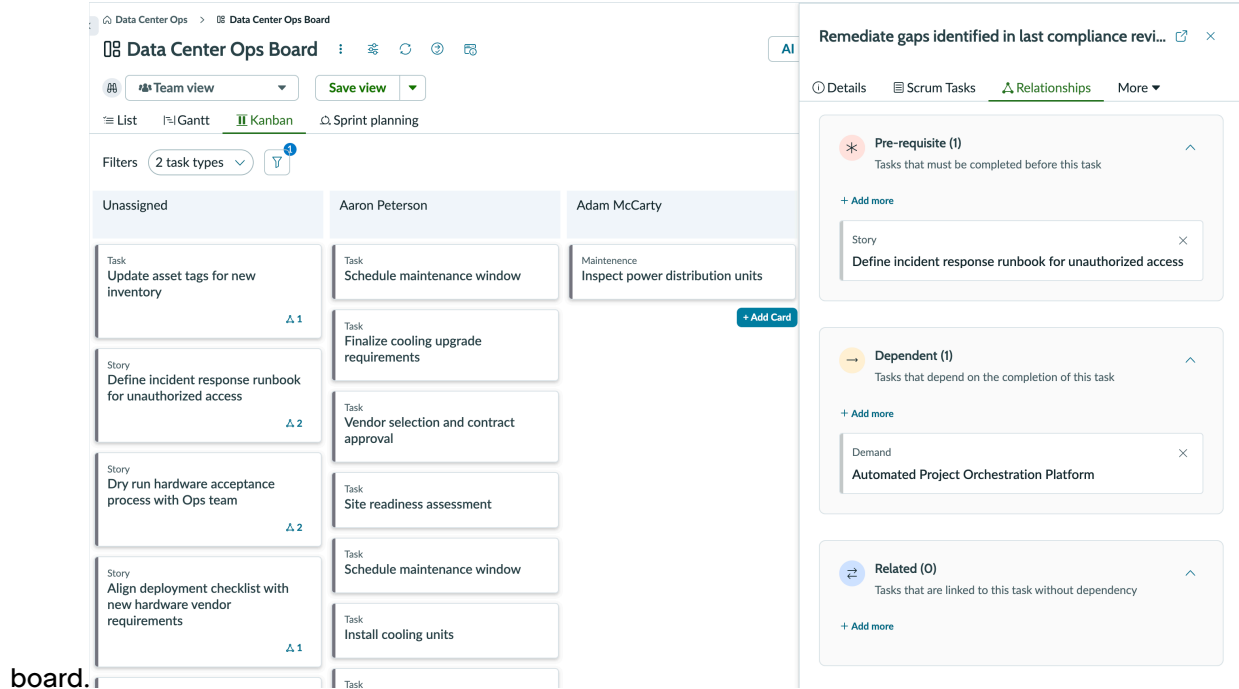 Data Center Ops > Data Center Ops Board
Data Center Ops Board
AI
Team view
Save view
List Gantt Kanban Sprint planning
Filters 2 task types 1
Unassigned
Task
Update asset tags for new
inventory
1
Story
Define incident response runbook
for unauthorized access
2
Story
Dry run hardware acceptance
process with Ops team
2
Story
Align deployment checklist with
new hardware vendor
requirements
1
Aaron Peterson
Task
Schedule maintenance window
Task
Finalize cooling upgrade
requirements
Task
Vendor selection and contract
approval
Task
Site readiness assessment
Task
Schedule maintenance window
Task
Install cooling units
Task
Adam McCarty
Maintenence
Inspect power distribution units
+ Add Card
Remediate gaps identified in last compliance revi...
Details Scrum Tasks Relationships More
Pre-requisite (1)
Tasks that must be completed before this task
+ Add more
Story
Define incident response runbook for unauthorized access
Dependent (1)
Tasks that depend on the completion of this task
+ Add more
Demand
Automated Project Orchestration Platform
Related (0)
Tasks that are linked to this task without dependency
+ Add more
board.